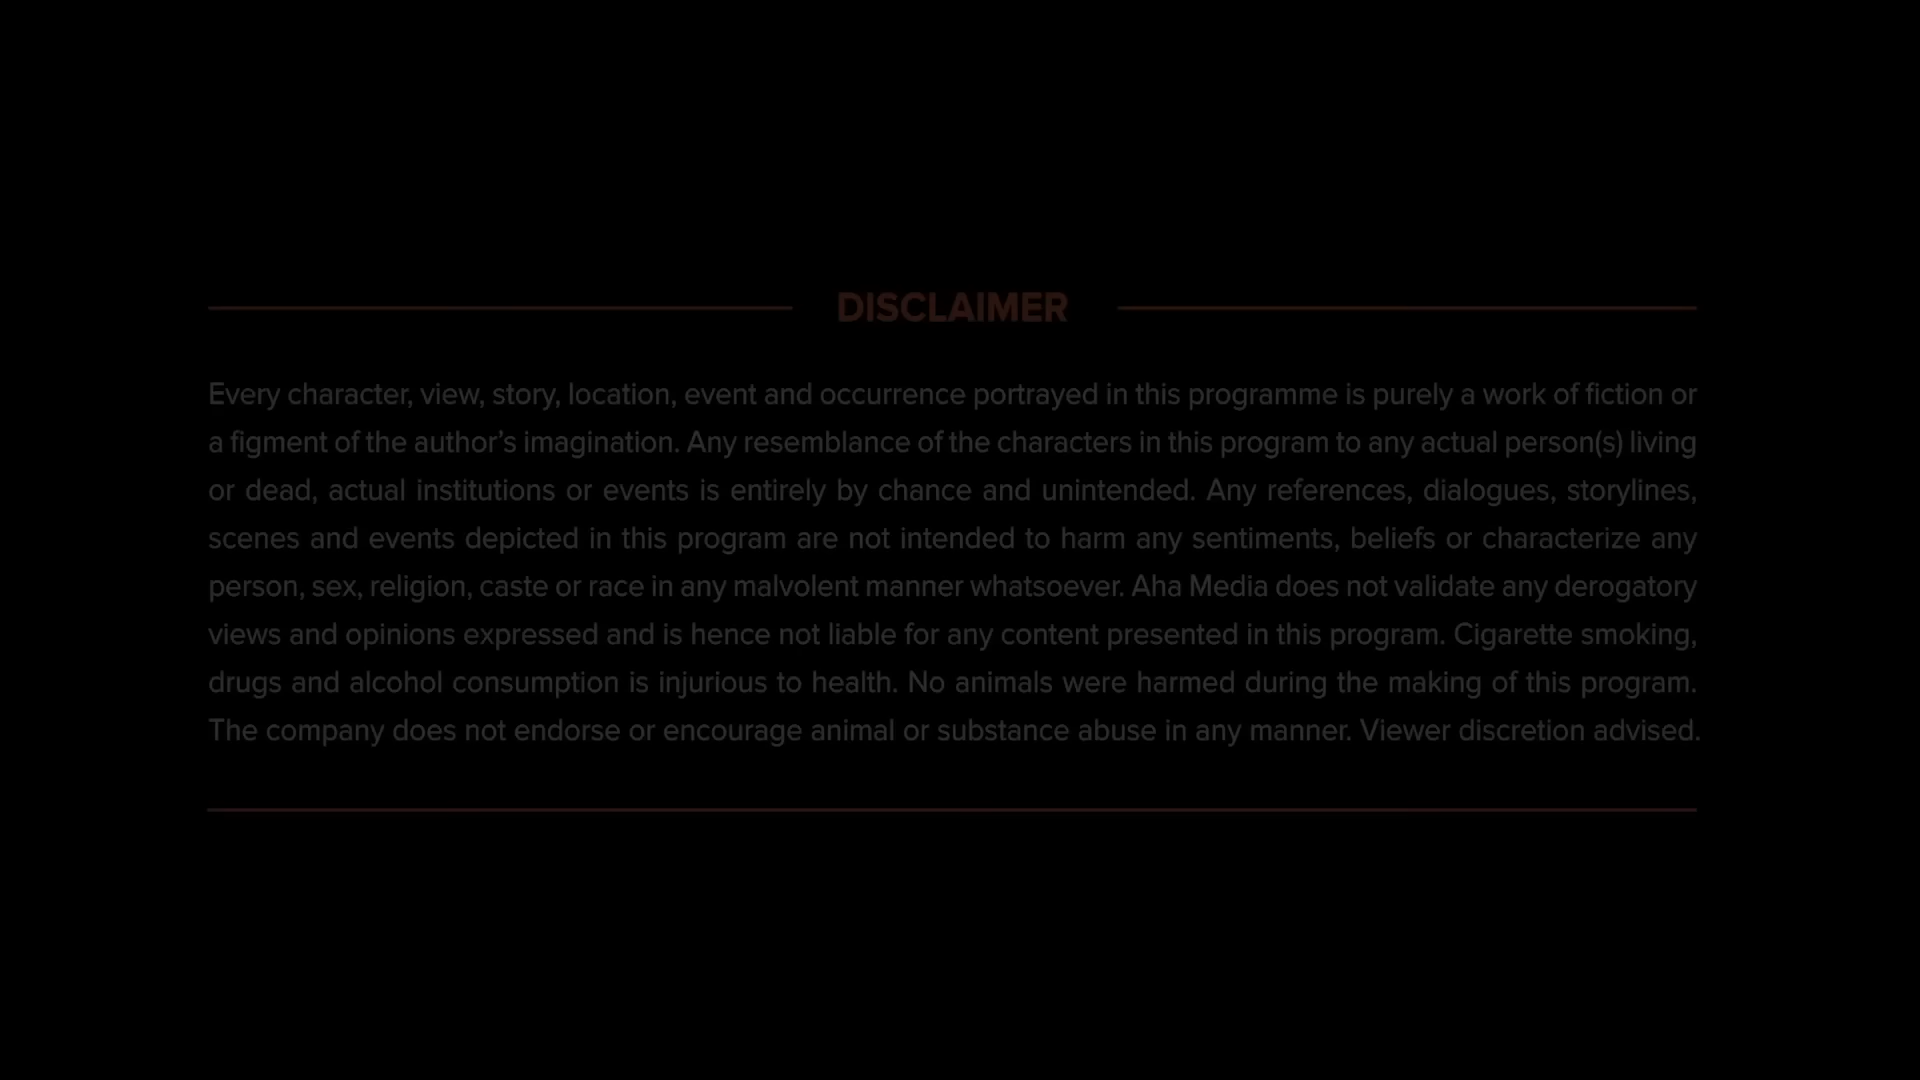 DISCLAIMER
Every character, view, story, location, event and occurrence portrayed in this programme is purely a work of fiction or
a figment of the author’s imagination. Any resemblance of the characters in this program to any actual person(s) living
or dead, actual institutions or events is entirely by chance and unintended. Any references, dialogues, storylines,
scenes and events depicted in this program are not intended to harm any sentiments, beliefs or characterize any
person, sex, religion, caste or race in any malvolent manner whatsoever. Aha Media does not validate any derogatory
views and opinions expressed and is hence not liable for any content presented in this program. Cigarette smoking,
drugs and alcohol consumption is injurious to health. No animals were harmed during the making of this program.
The company does not endorse or encourage animal or substance abuse in any manner. Viewer discretion advised.